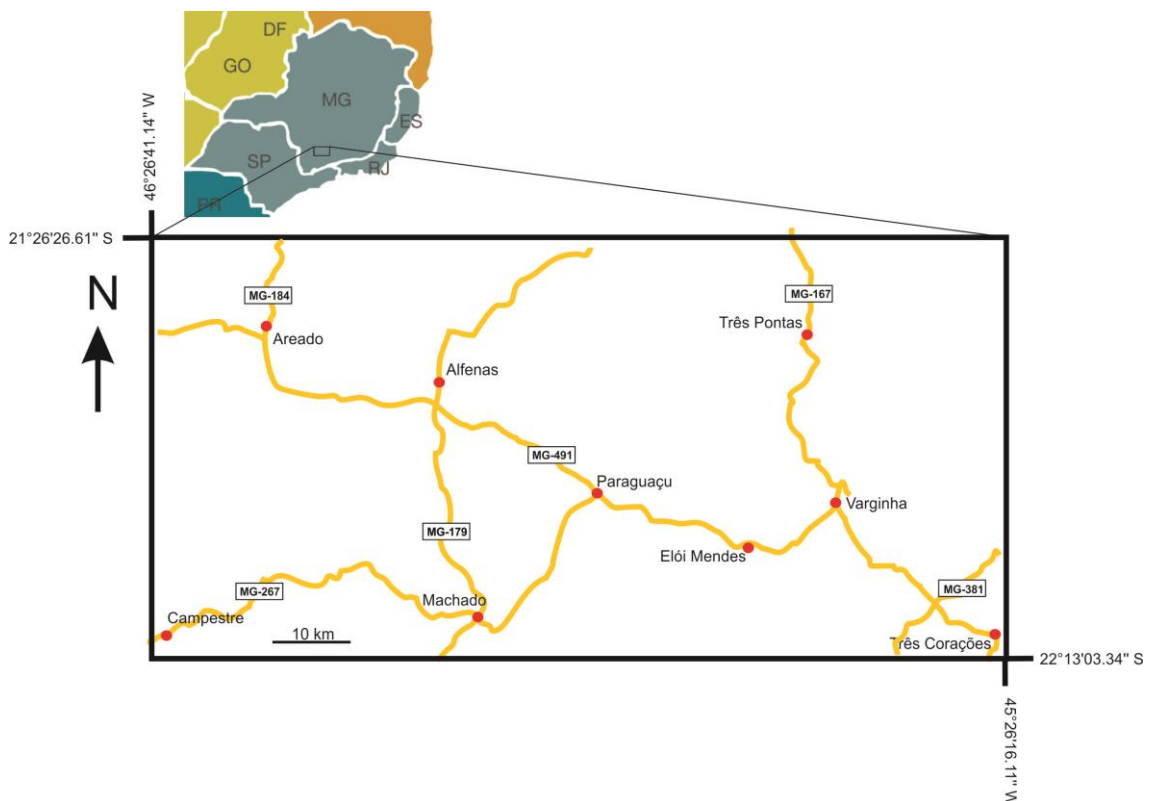 DF
GO
MG
ES
SP
RJ
PR
46°26'41.14" W
21°26'26.61" S
N
MG-184
MG-167
Areado
Três Pontas
Alfenas
MG-491
Paraguaçu
Varginha
MG-179
Elói Mendes
MG-267
MG-381
Machado
Campestre
10 km
Três Corações
22°13'03.34" S
45°26'16.11" W